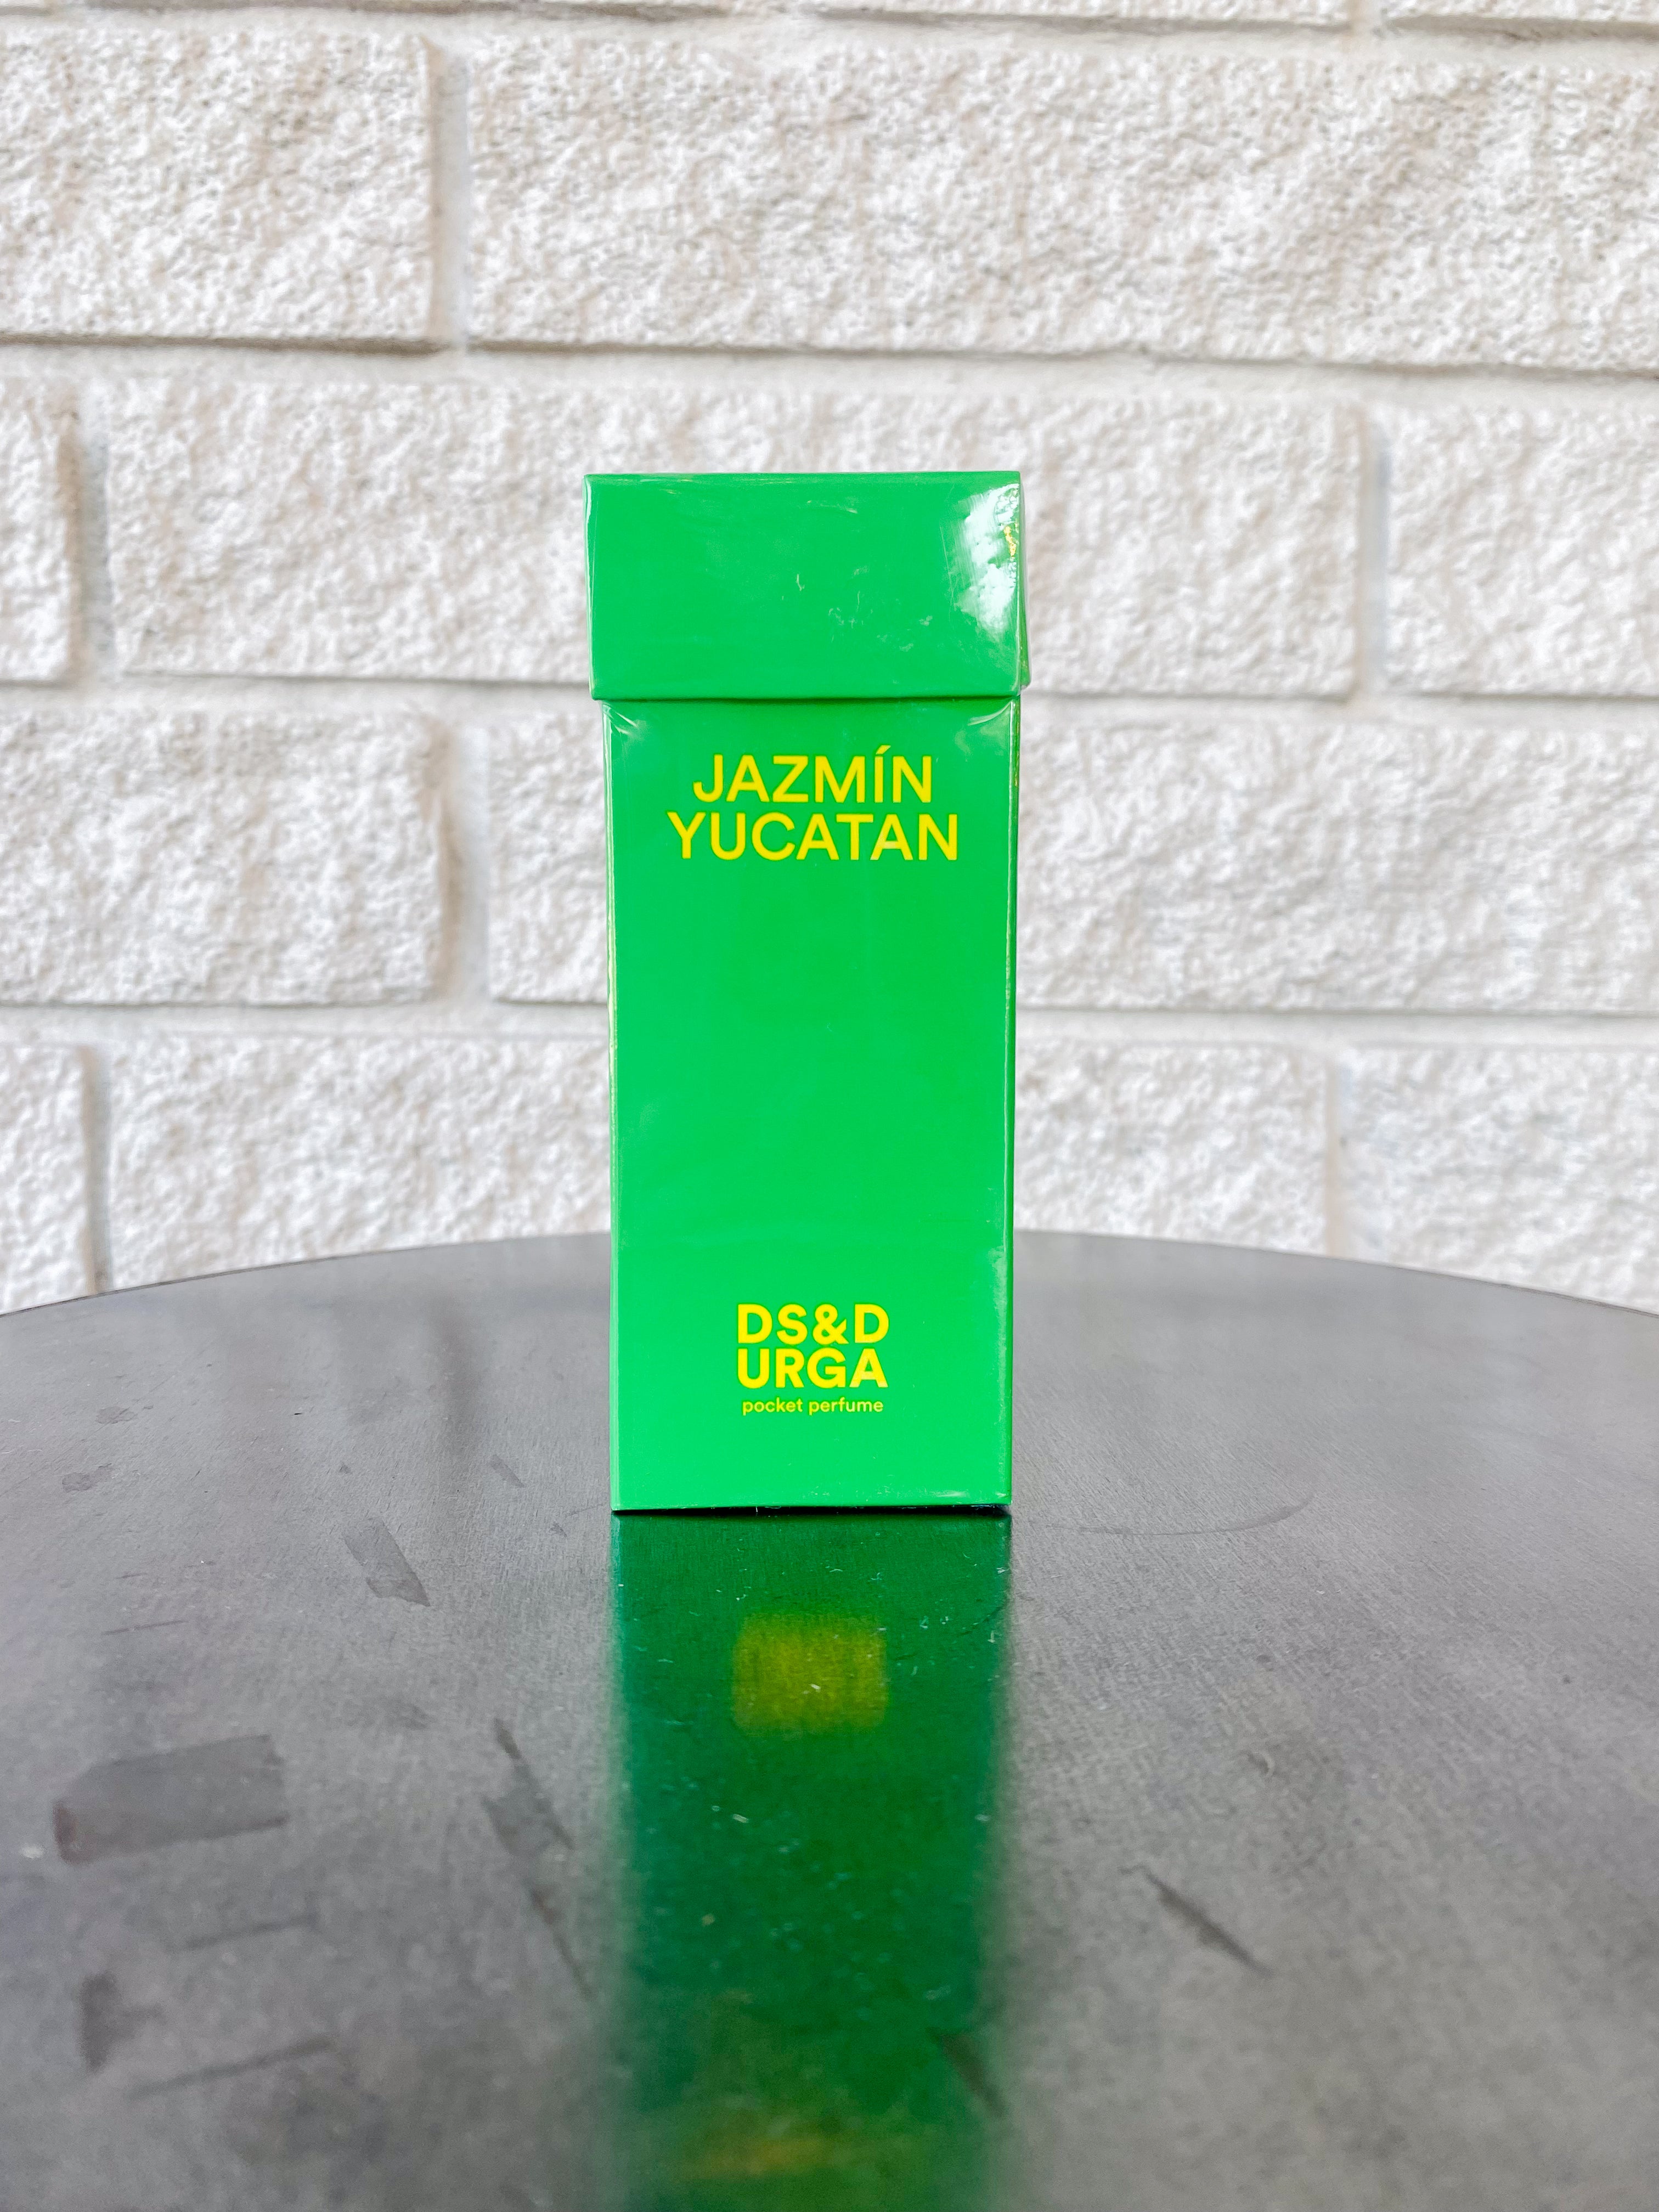 JAZMÍN
YUCATAN
DS&D
URGA
pocket perfume